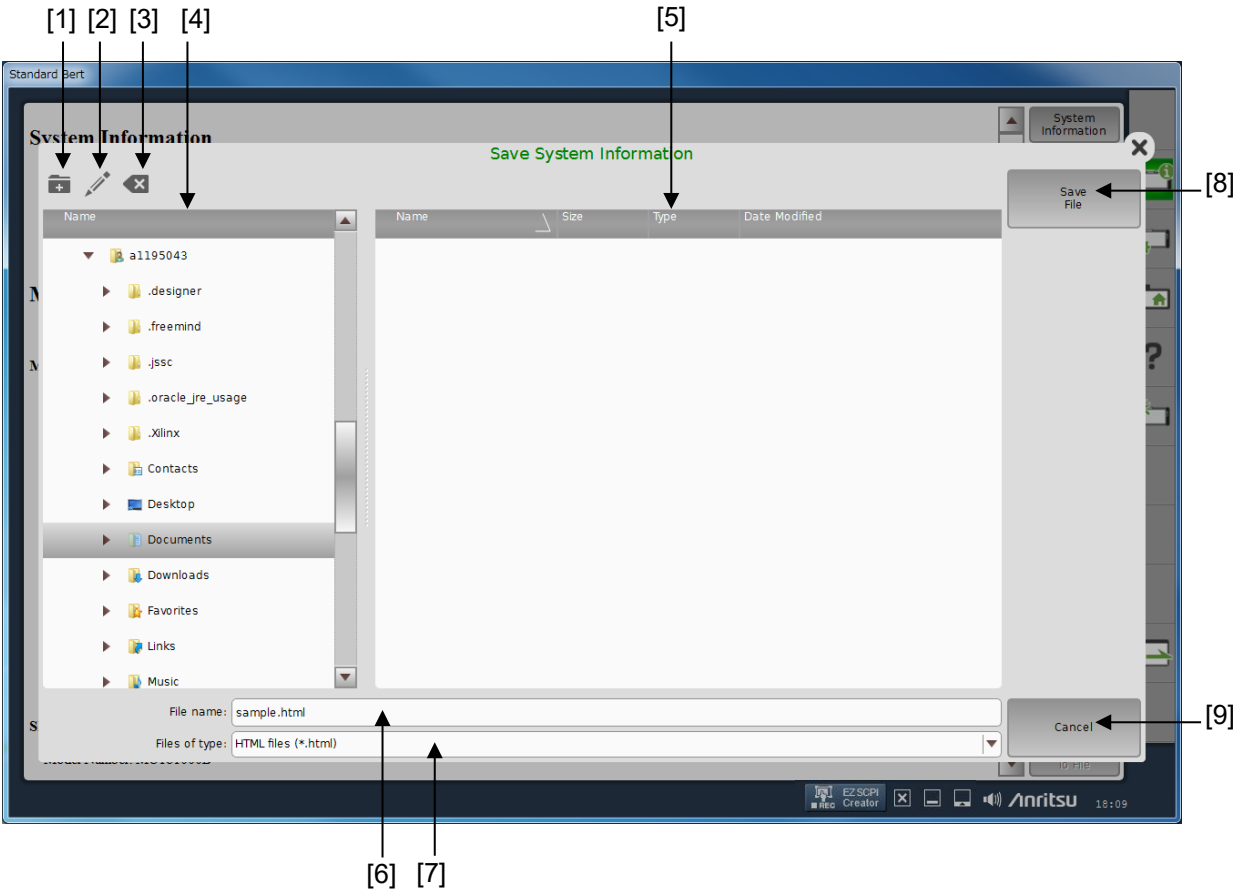 [1] [2] [3] [4] [5]
Standard Bert
System Information
System
Information
Save System Information
Save
File
[8]
Name
Name Size Type Date Modified
a1195043
.designer
.freemind
.jssc
.oracle_jre_usage
.Xilinx
Contacts
Desktop
Documents
Downloads
Favorites
Links
Music
File name: sample.html
Files of type: HTML files (*.html)
Cancel
[9]
To File
REC
EZ SCPI
Creator
Anritsu 18:09
[6] [7]